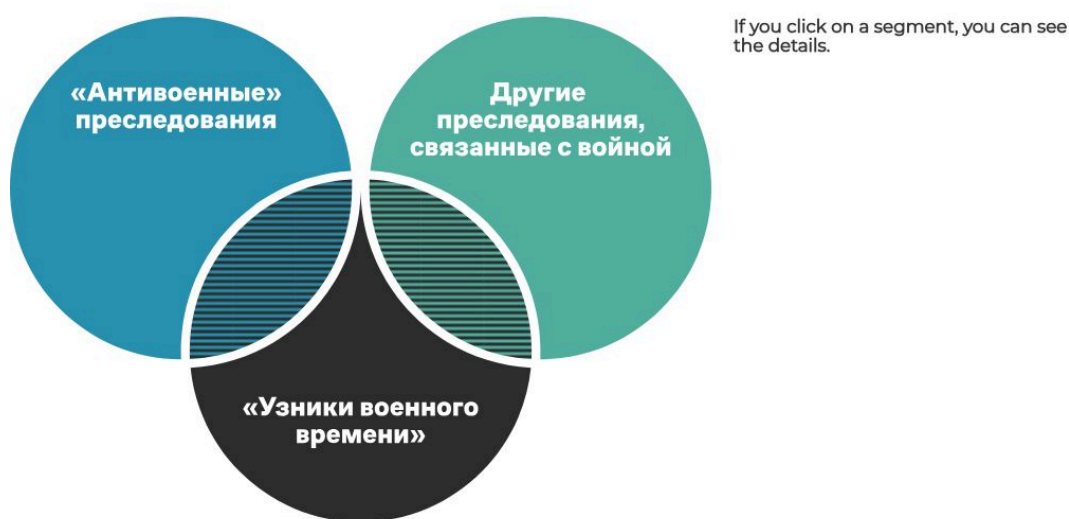 «Антивоенные»
преследования
Другие
преследования,
связанные с войной
«Узники военного
времени»
If you click on a segment, you can see
the details.